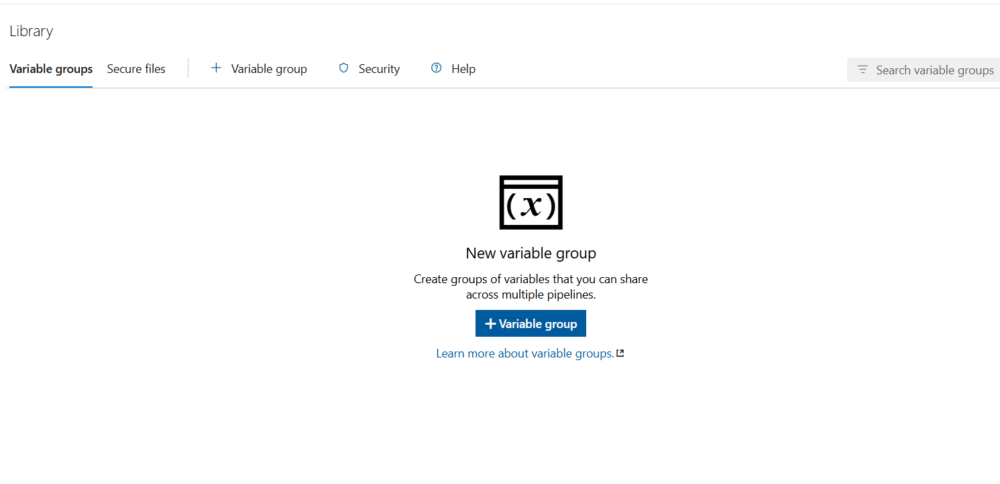 Library
Variable groups Secure files + Variable group Security Help Search variable groups
(x)
New variable group
Create groups of variables that you can share
across multiple pipelines.
+ Variable group
Learn more about variable groups.